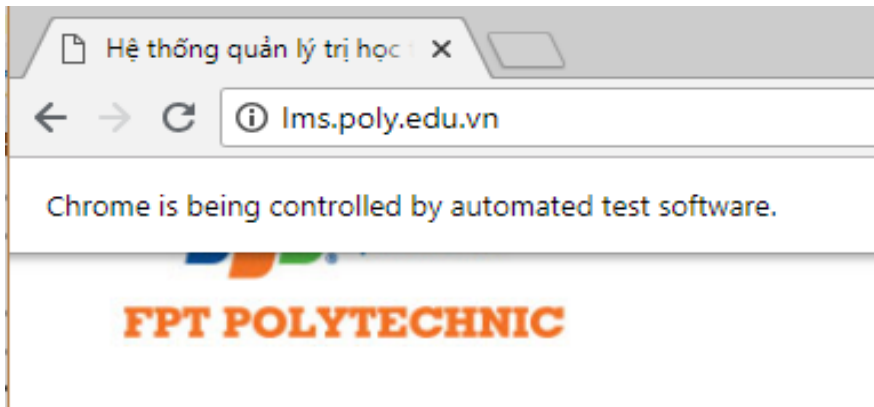 Hệ thống quản lý trị học
lms.poly.edu.vn
Chrome is being controlled by automated test software.
FPT POLYTECHNIC